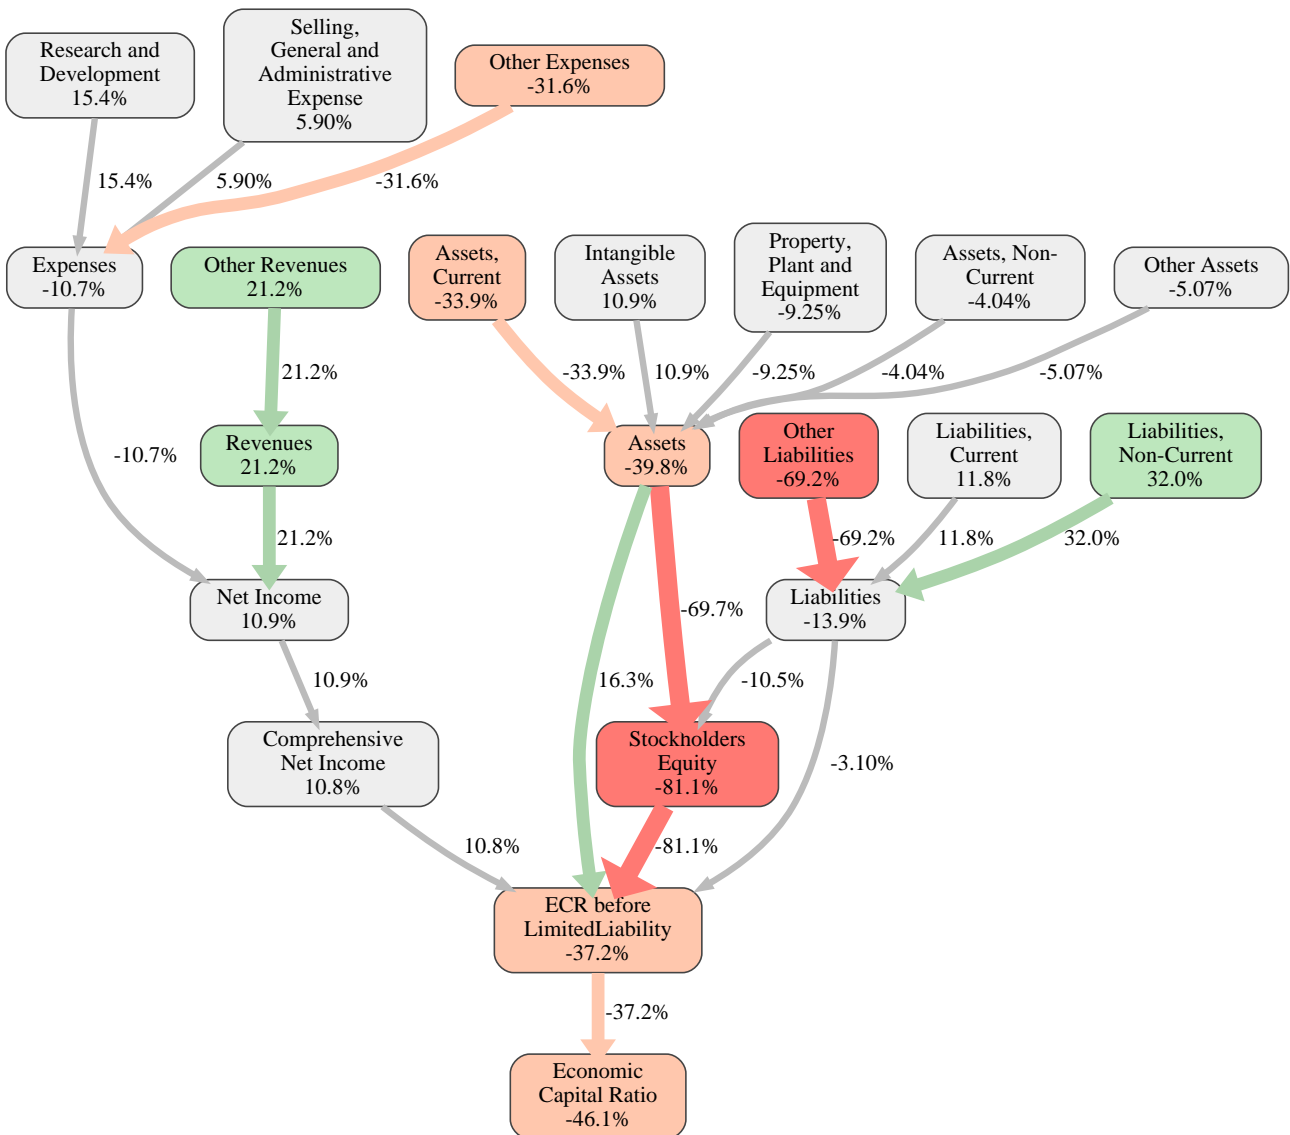 Research and
Development
15.4%
Selling,
General and
Administrative
Expense
5.90%
Other Expenses
-31.6%
15.4%
5.90%
-31.6%
Expenses
-10.7%
Other Revenues
21.2%
Assets,
Current
-33.9%
Intangible
Assets
10.9%
Property,
Plant and
Equipment
-9.25%
Assets, Non-
Current
-4.04%
Other Assets
-5.07%
21.2%
-33.9%
10.9%
-9.25%
-4.04%
-5.07%
-10.7%
Revenues
21.2%
Assets
-39.8%
Other
Liabilities
-69.2%
Liabilities,
Current
11.8%
Liabilities,
Non-Current
32.0%
21.2%
-69.2%
11.8%
32.0%
Net Income
10.9%
-69.7%
Liabilities
-13.9%
10.9%
16.3%
-10.5%
Comprehensive
Net Income
10.8%
Stockholders
Equity
-81.1%
-3.10%
10.8%
-81.1%
ECR before
LimitedLiability
-37.2%
-37.2%
Economic
Capital Ratio
-46.1%